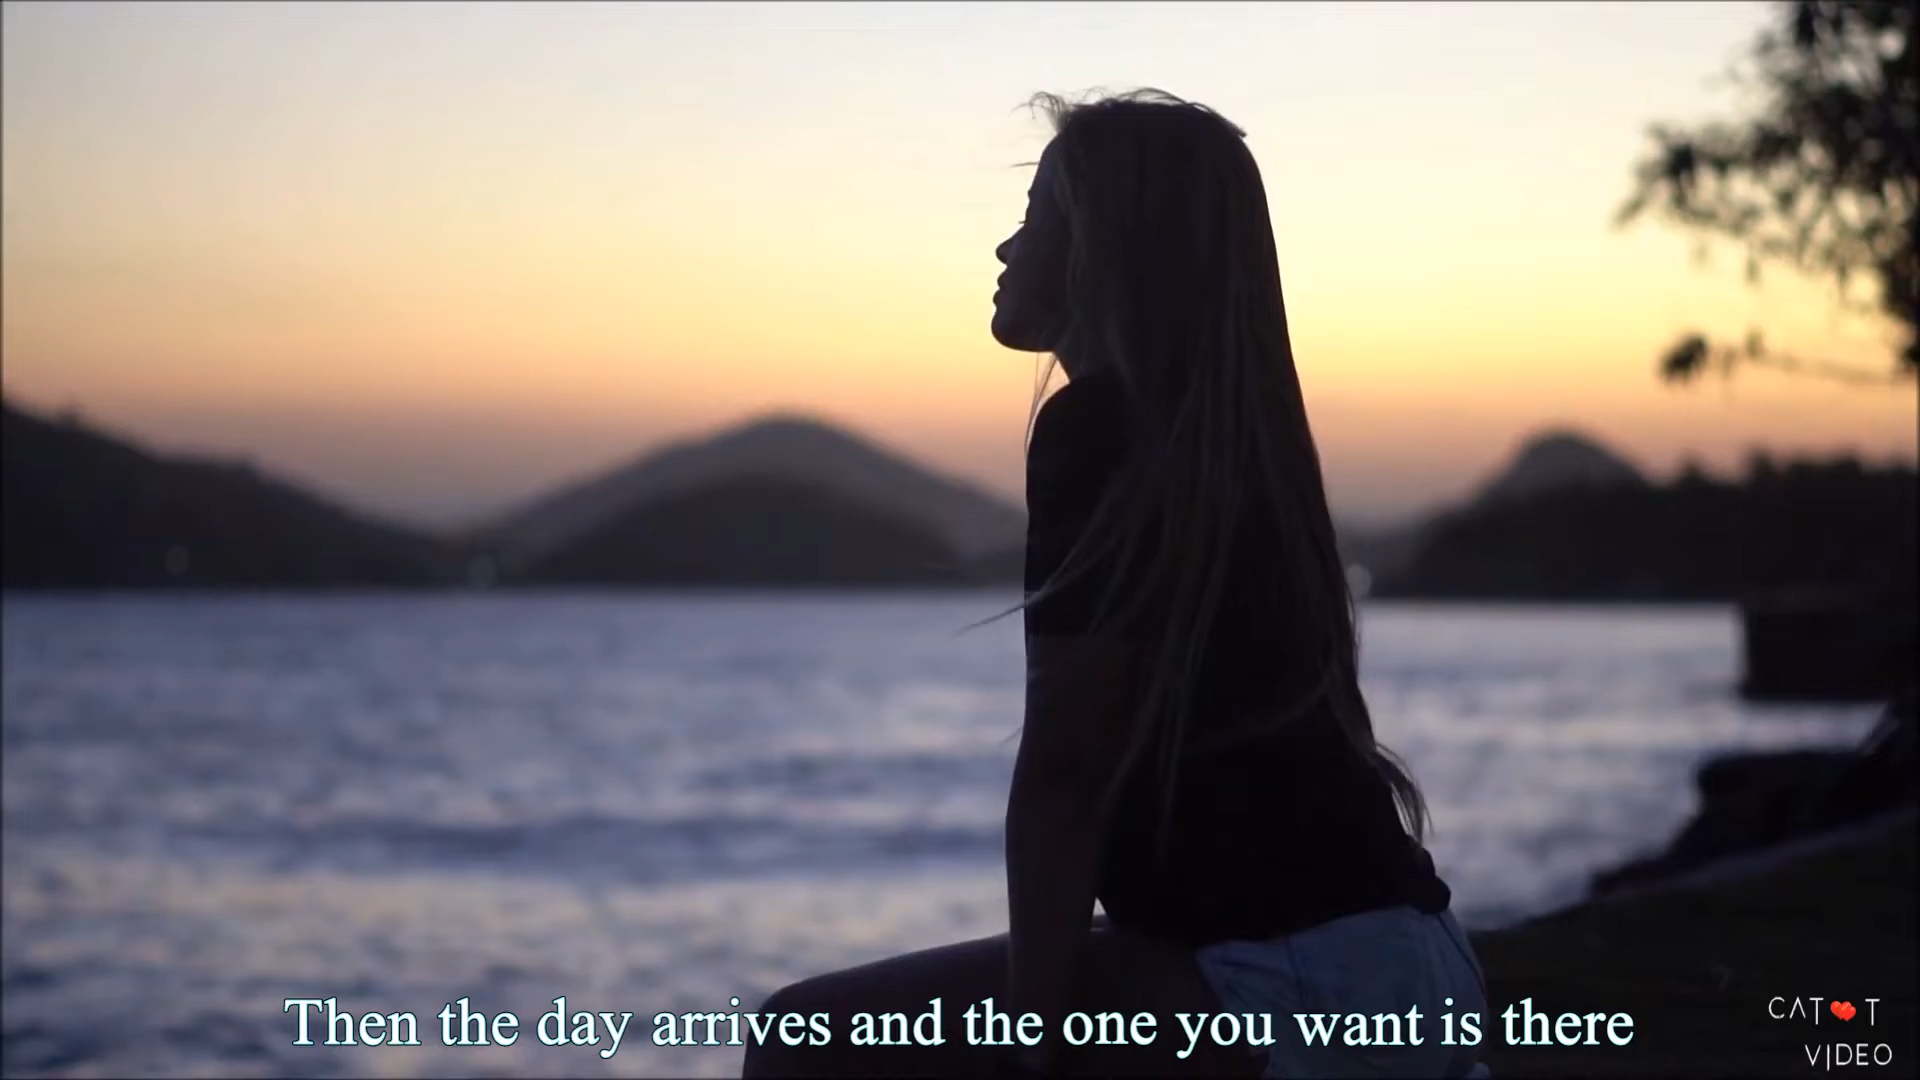 Then the day arrives and the one you want is there
CAT❤T
VIDEO